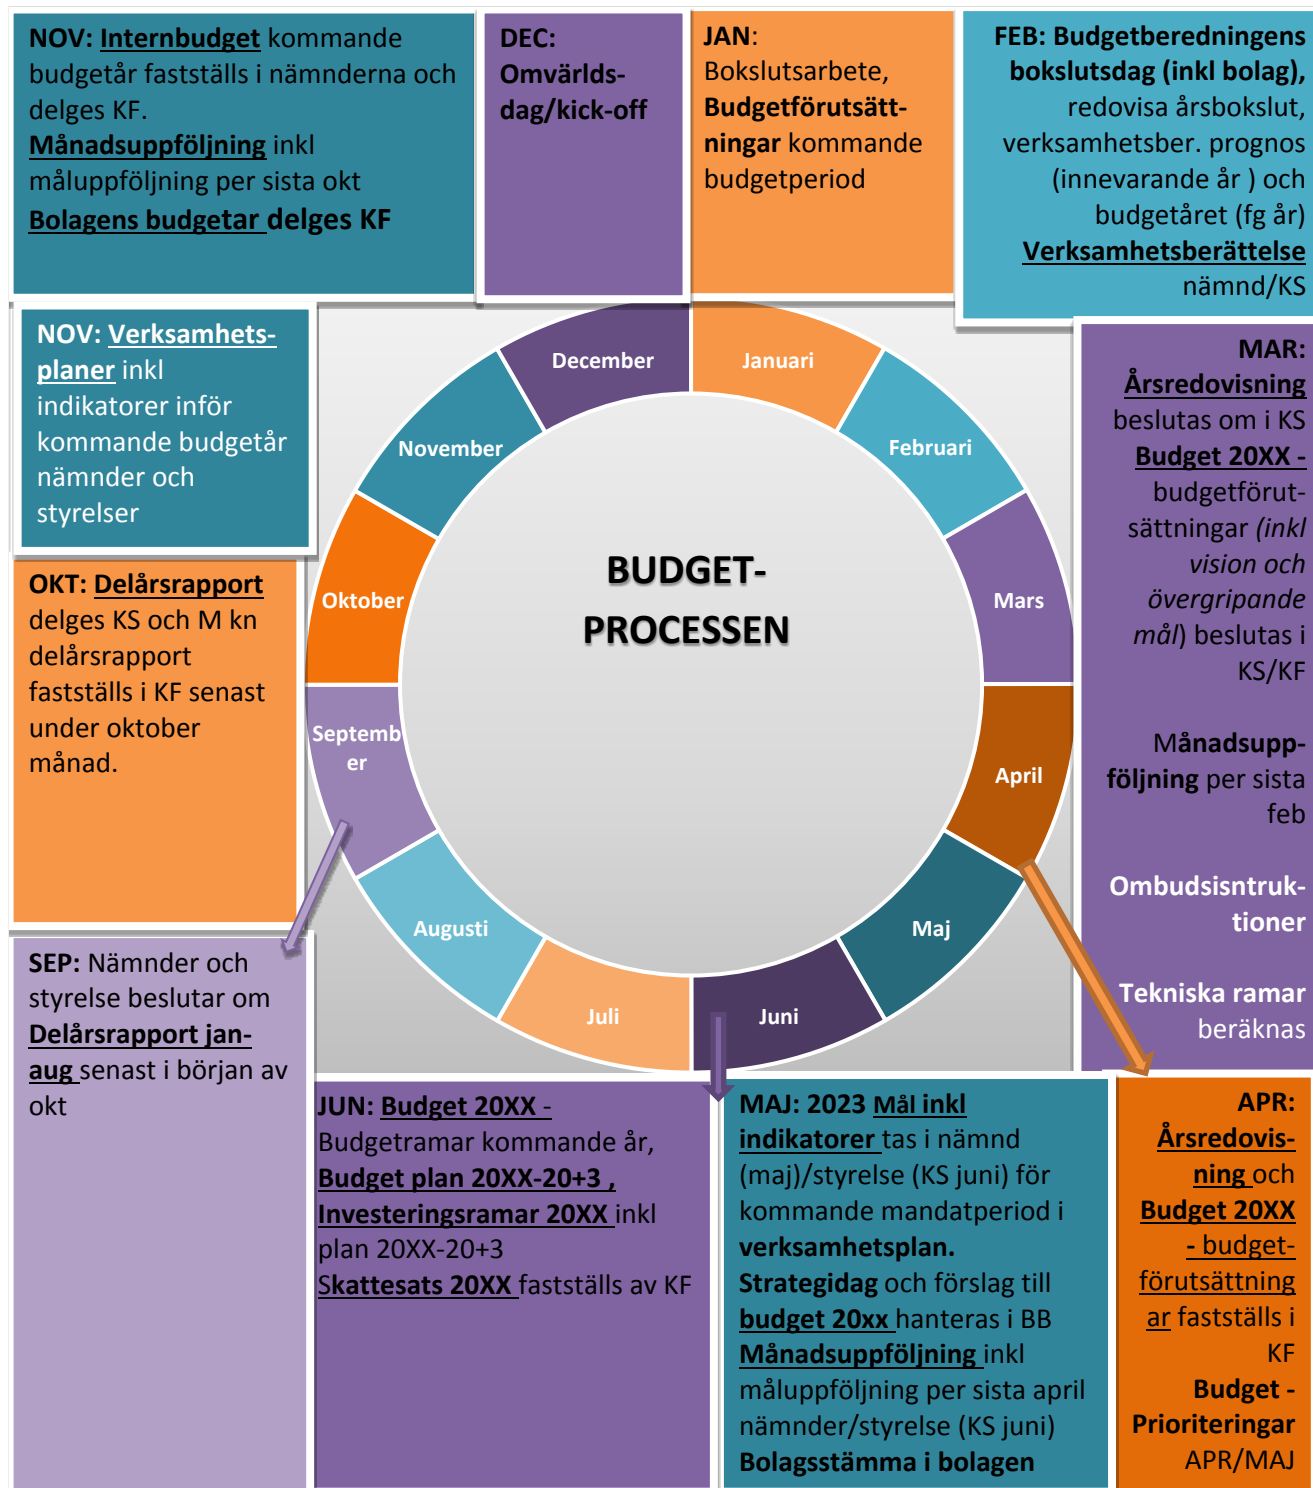 NOV: Internbudget kommande
budgetår fastställs i nämnderna och
delges KF.
Månadsuppföljning inkl
måluppföljning per sista okt
Bolagens budgetar delges KF
DEC:
Omvärlds-
dag/kick-off
JAN:
Bokslutsarbete,
Budgetförutsätt-
ningar kommande
budgetperiod
FEB: Budgetberedningens
bokslutsdag (inkl bolag),
redovisa årsbokslut,
verksamhetsber. prognos
(innevarande år ) och
budgetåret (fg år)
Verksamhetsberättelse
nämnd/KS
NOV: Verksamhets-
planer inkl
indikatorer inför
kommande budgetår
nämnder och
styrelser
MAR:
Årsredovisning
beslutas om i KS
Budget 20XX -
budgetförut-
sättningar (inkl
vision och
övergripande
mål) beslutas i
KS/KF
Månadsupp-
följning per sista
feb
Ombudsisntruk-
tioner
Tekniska ramar
beräknas
OKT: Delårsrapport
delges KS och M kn
delårsrapport
fastställs i KF senast
under oktober
månad.
December
Januari
November
Februari
Oktober
Mars
BUDGET-
PROCESSEN
Septemb
er
April
Augusti
Maj
Juli
Juni
SEP: Nämnder och
styrelse beslutar om
Delårsrapport jan-
aug senast i början av
okt
JUN: Budget 20XX -
Budgetramar kommande år,
Budget plan 20XX-20+3 ,
Investeringsramar 20XX inkl
plan 20XX-20+3
Skattesats 20XX fastställs av KF
MAJ: 2023 Mål inkl
indikatorer tas i nämnd
(maj)/styrelse (KS juni) för
kommande mandatperiod i
verksamhetsplan.
Strategidag och förslag till
budget 20xx hanteras i BB
Månadsuppföljning inkl
måluppföljning per sista april
nämnder/styrelse (KS juni)
Bolagsstämma i bolagen
APR:
Årsredovis-
ning och
Budget 20XX
- budget-
förutsättning
ar fastställs i
KF
Budget -
Prioriteringar
APR/MAJ